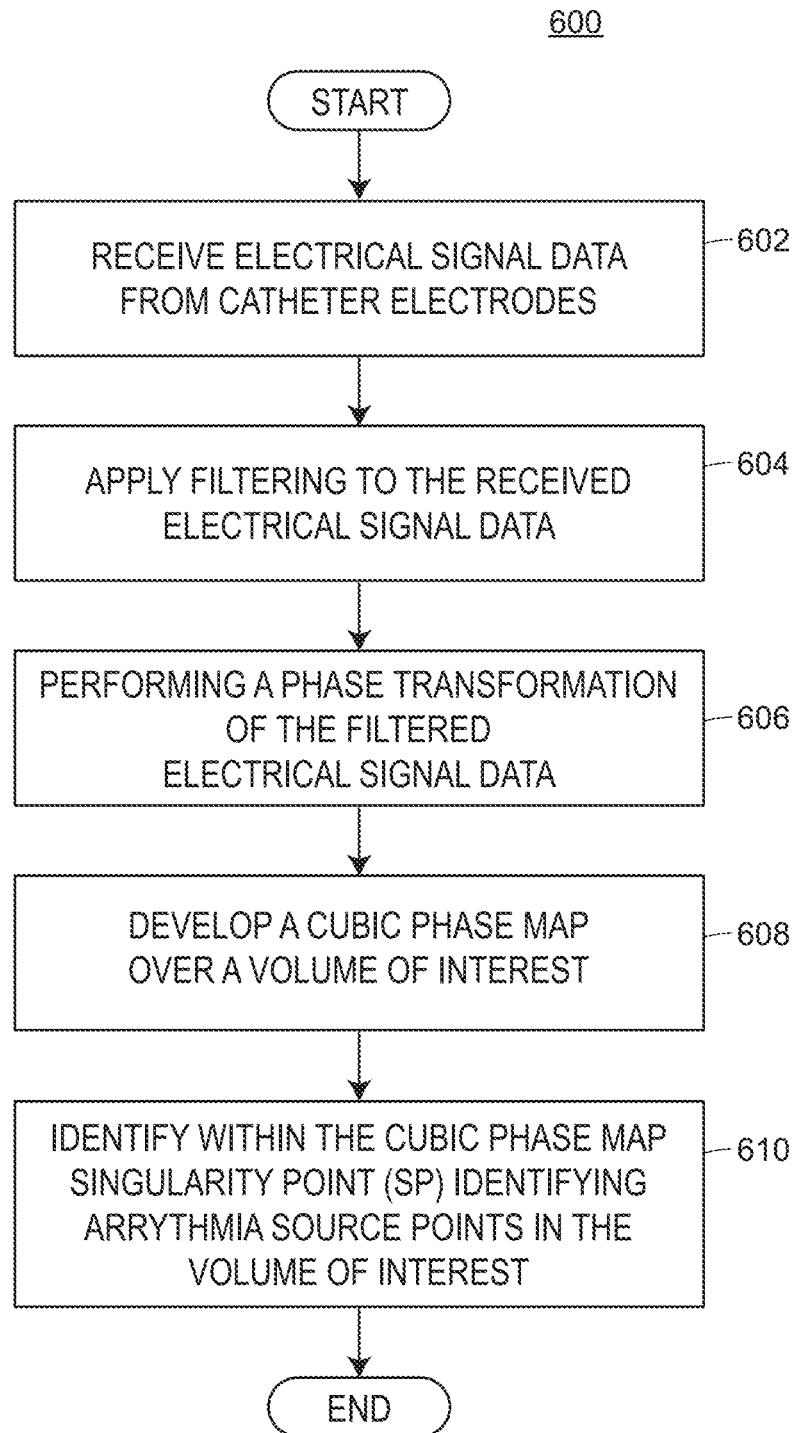 600
START
RECEIVE ELECTRICAL SIGNAL DATA
FROM CATHETER ELECTRODES
602
APPLY FILTERING TO THE RECEIVED
ELECTRICAL SIGNAL DATA
604
PERFORMING A PHASE TRANSFORMATION
OF THE FILTERED
ELECTRICAL SIGNAL DATA
606
DEVELOP A CUBIC PHASE MAP
OVER A VOLUME OF INTEREST
608
IDENTIFY WITHIN THE CUBIC PHASE MAP
SINGULARITY POINT (SP) IDENTIFYING
ARRYTHMIA SOURCE POINTS IN THE
VOLUME OF INTEREST
610
END